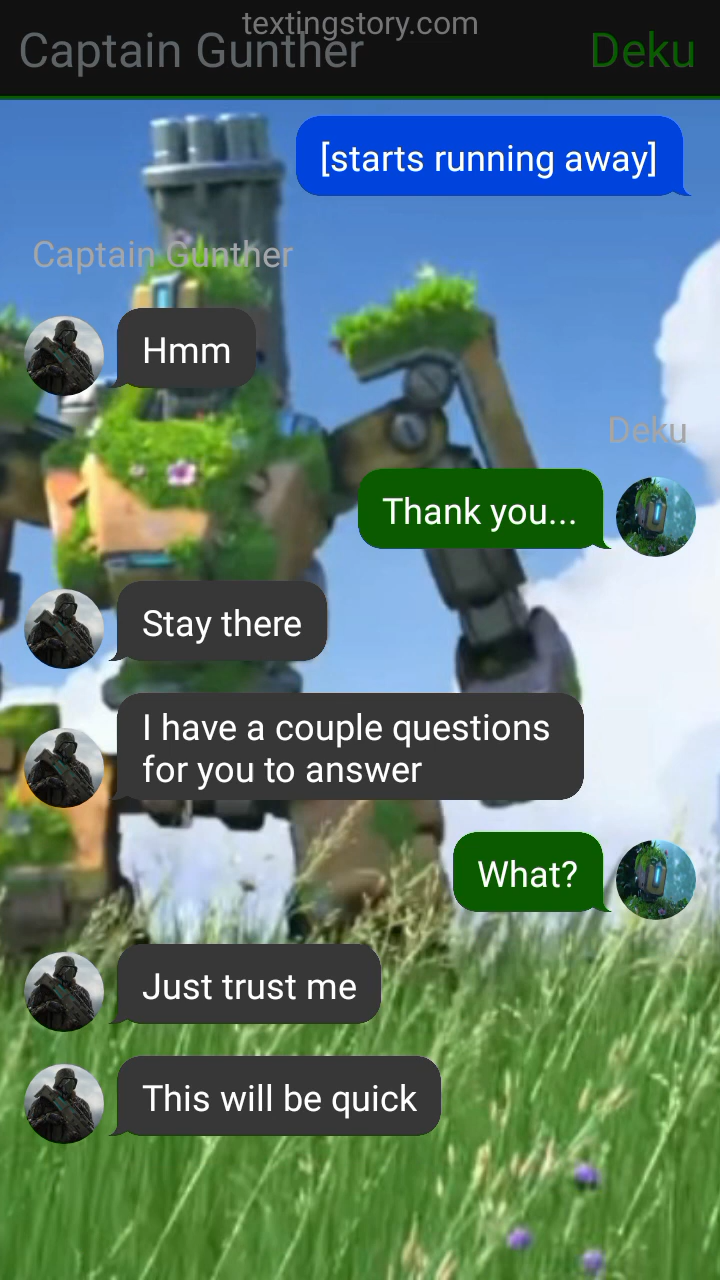 textingstory.com
Captain Gunther
Deku
[starts running away]
Captain Gunther
Hmm
Deku
Thank you...
Stay there
I have a couple questions
for you to answer
What?
Just trust me
This will be quick